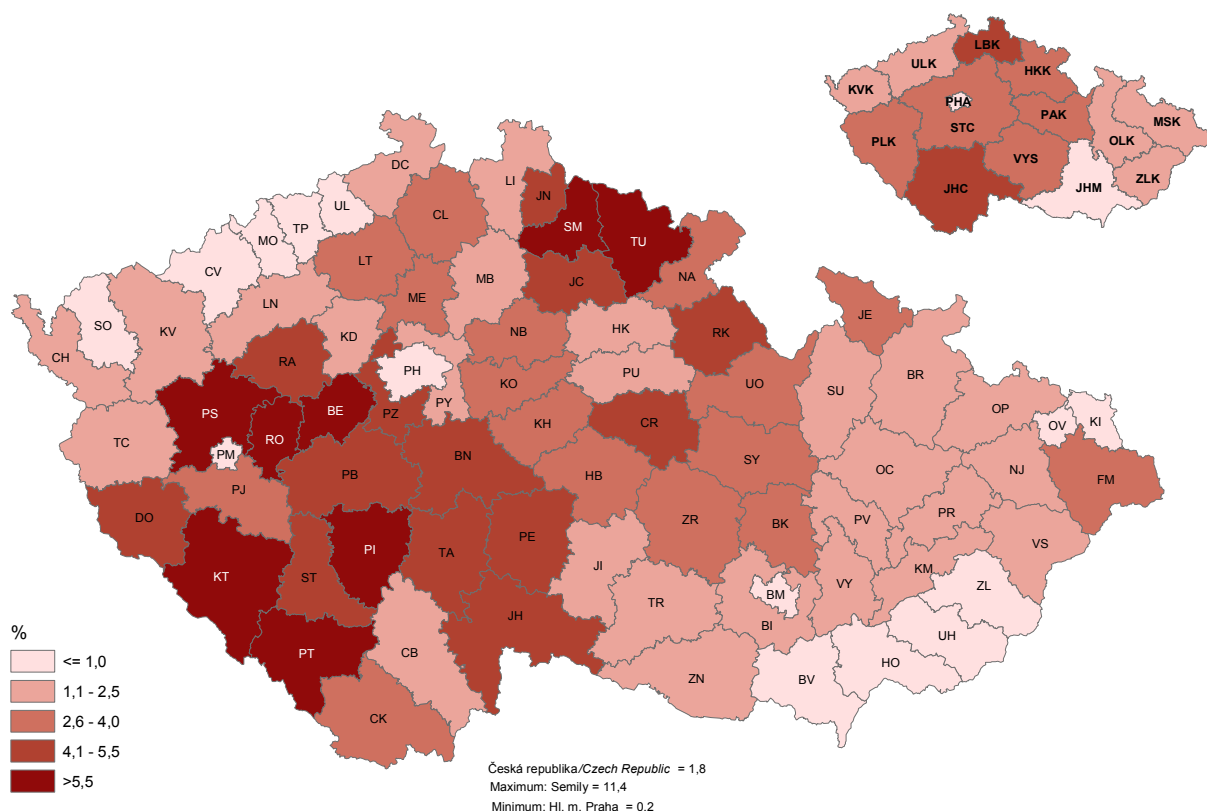 LBK
ULK
HKK
KVK
PHA
PAK
MSK
STC
OLK
PLK
VYS
ZLK
JHM
JHC
DC
LI
JN
UL
CL
TP
SM
MO
TU
CV
LT
MB
JC
NA
ME
LN
SO
KV
NB
HK
RK
JE
KD
CH
RA
PH
PU
KO
UO
BR
SU
PY
PS
BE
PZ
OP
RO
KH
CR
OV
KI
TC
PM
BN
SY
OC
NJ
PB
HB
FM
PJ
DO
ZR
BK
PV
PR
PI
TA
PE
VS
KT
ST
JI
KM
VY
ZL
BM
TR
JH
BI
UH
PT
CB
HO
ZN
BV
CK
%
<= 1,0
1,1 - 2,5
2,6 - 4,0
4,1 - 5,5
>5,5
Česká republika/Czech Republic = 1,8
Maximum: Semily = 11,4
Minimum: Hl. m. Praha = 0,2